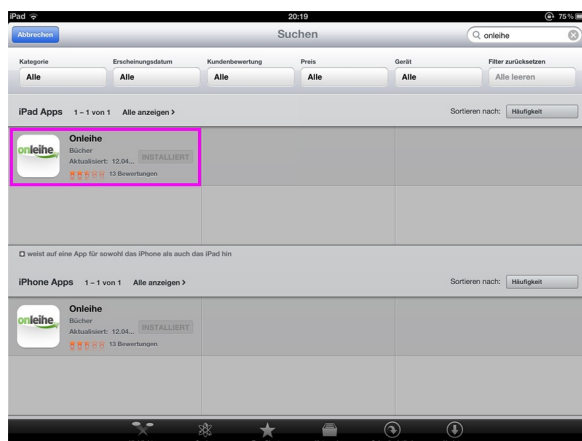 iPad
20:19
75%
Abbrechen
Suchen
onleihe
Kategorie
Erscheinungsdatum
Kundenbewertung
Preis
Gerät
Filter zurücksetzen
Alle
Alle
Alle
Alle
Alle
Alle leeren
iPad Apps 1 – 1 von 1 Alle anzeigen >
Sortieren nach: Häufigkeit
onleihe
Onleihe
Bücher
Aktualisiert: 12.04...
INSTALLIERT
13 Bewertungen
weist auf eine App für sowohl das iPhone als auch das iPad hin
iPhone Apps 1 – 1 von 1 Alle anzeigen >
Sortieren nach: Häufigkeit
onleihe
Onleihe
Bücher
Aktualisiert: 12.04...
INSTALLIERT
13 Bewertungen